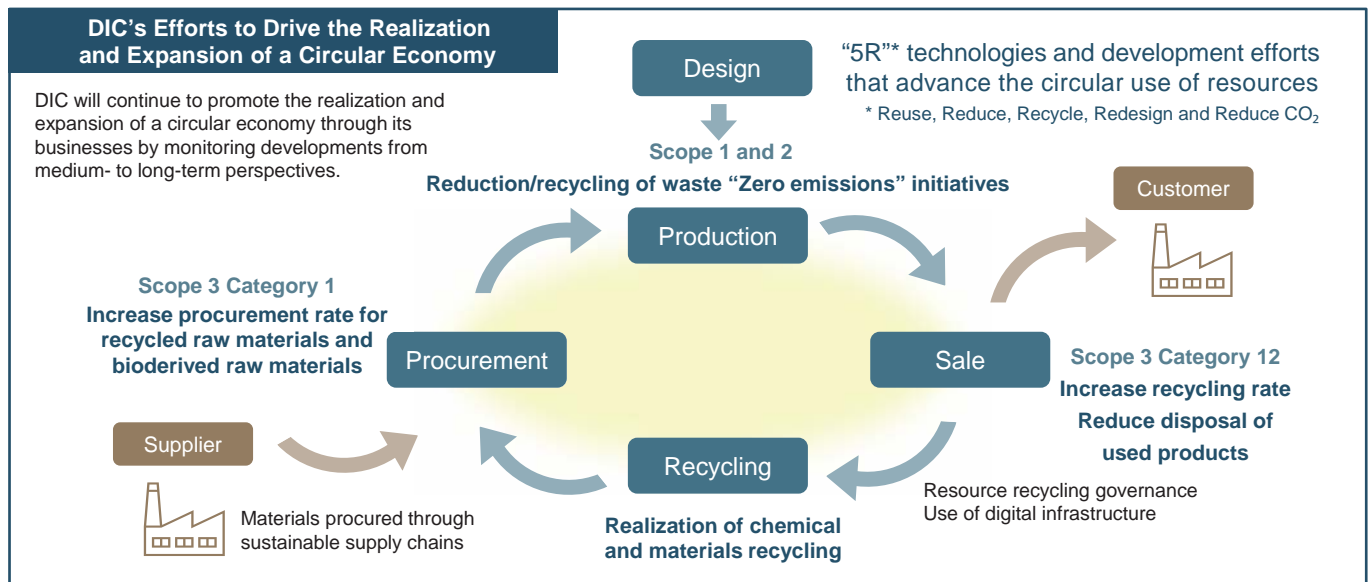 DIC’s Efforts to Drive the Realization
and Expansion of a Circular Economy
DIC will continue to promote the realization and
expansion of a circular economy through its
businesses by monitoring developments from
medium- to long-term perspectives.
Design
“5R”* technologies and development efforts
that advance the circular use of resources
* Reuse, Reduce, Recycle, Redesign and Reduce CO₂
Scope 1 and 2
Reduction/recycling of waste “Zero emissions” initiatives
Production
Customer
Scope 3 Category 1
Increase procurement rate for
recycled raw materials and
bioderived raw materials
Procurement
Sale
Scope 3 Category 12
Increase recycling rate
Reduce disposal of
used products
Supplier
Materials procured through
sustainable supply chains
Recycling
Realization of chemical
and materials recycling
Resource recycling governance
Use of digital infrastructure